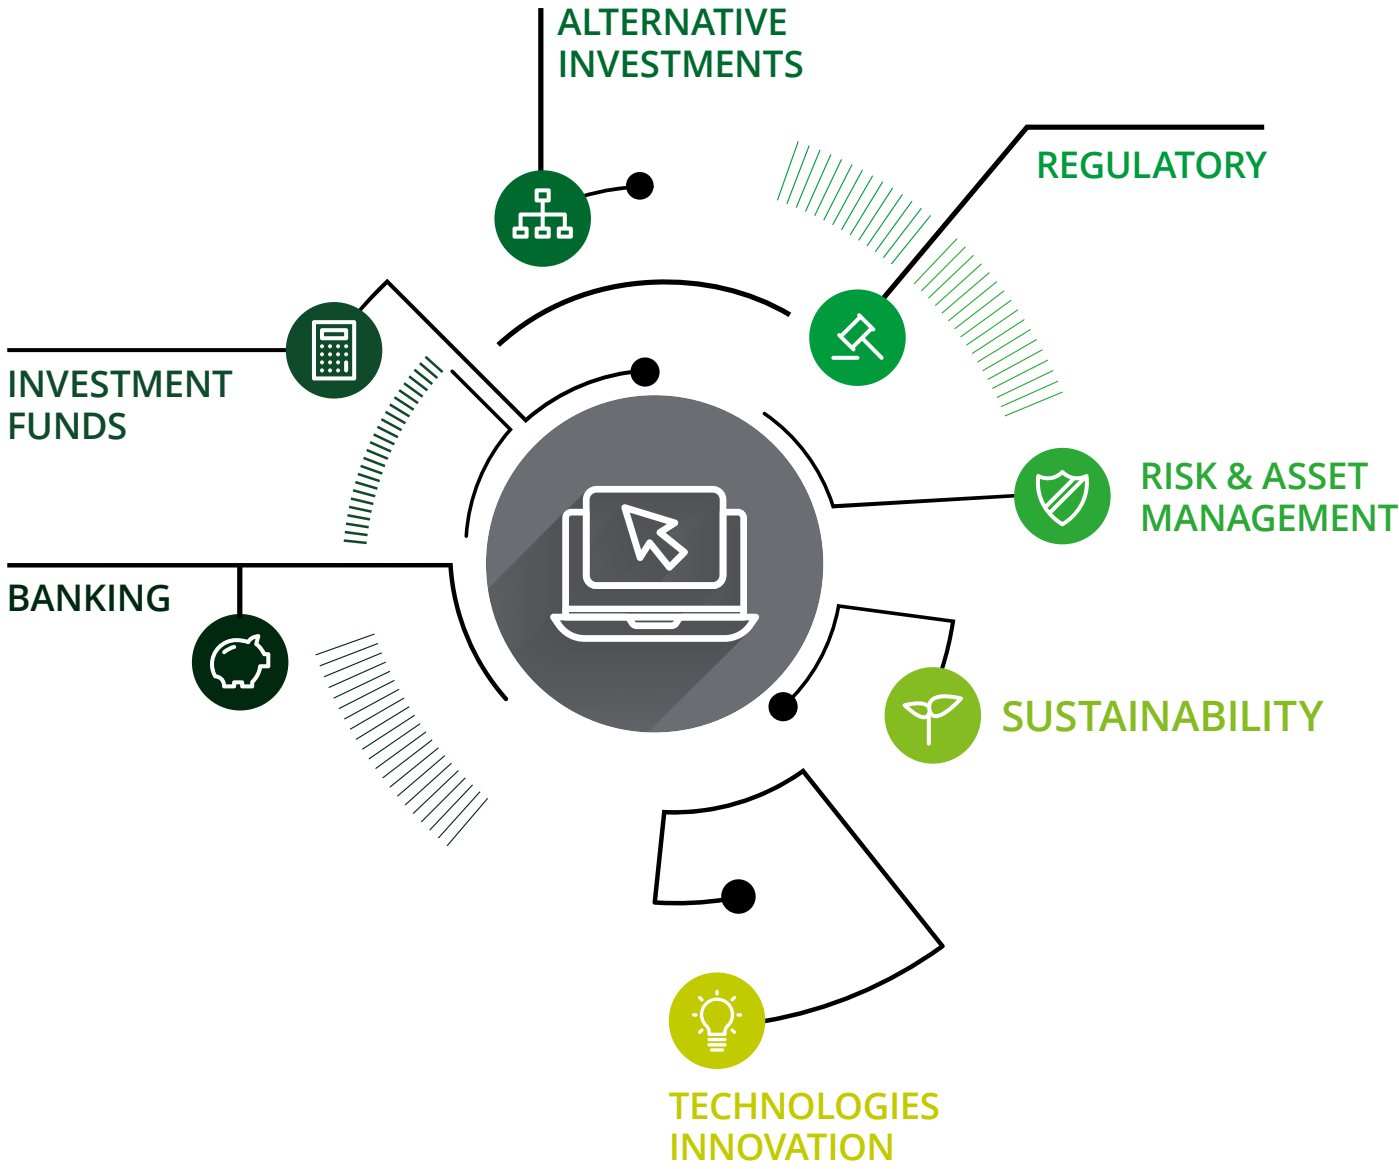 ALTERNATIVE
INVESTMENTS
REGULATORY
INVESTMENT
FUNDS
RISK & ASSET
MANAGEMENT
BANKING
SUSTAINABILITY
TECHNOLOGIES
INNOVATION